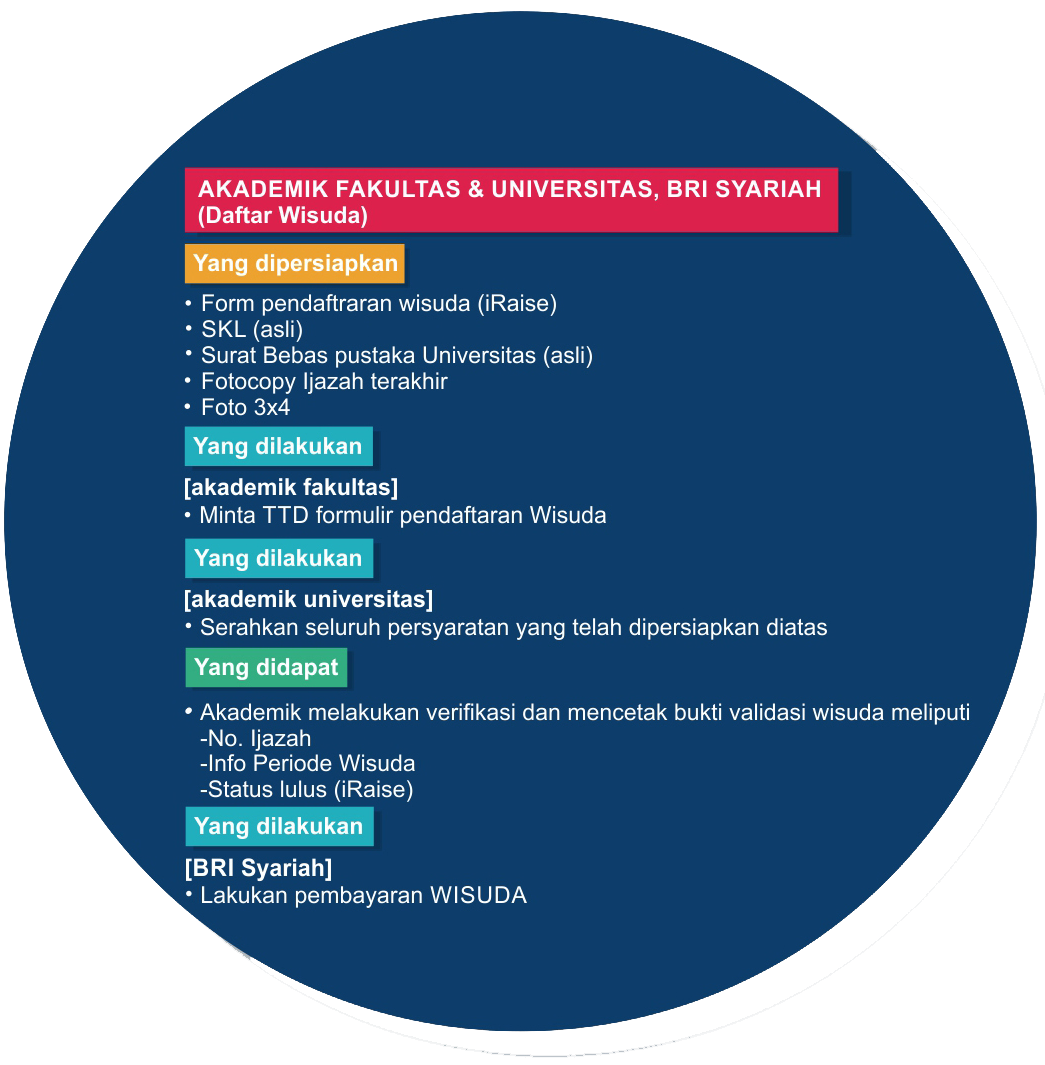 AKADEMIK FAKULTAS & UNIVERSITAS, BRI SYARIAH
(Daftar Wisuda)
Yang dipersiapkan
• Form pendaftraran wisuda (iRaise)
• SKL (asli)
• Surat Bebas pustaka Universitas (asli)
• Fotocopy Ijazah terakhir
• Foto 3x4
Yang dilakukan
[akademik fakultas]
• Minta TTD formulir pendaftaran Wisuda
Yang dilakukan
[akademik universitas]
• Serahkan seluruh persyaratan yang telah dipersiapkan diatas
Yang didapat
• Akademik melakukan verifikasi dan mencetak bukti validasi wisuda meliputi
-No. Ijazah
-Info Periode Wisuda
-Status lulus (iRaise)
Yang dilakukan
[BRI Syariah]
• Lakukan pembayaran WISUDA